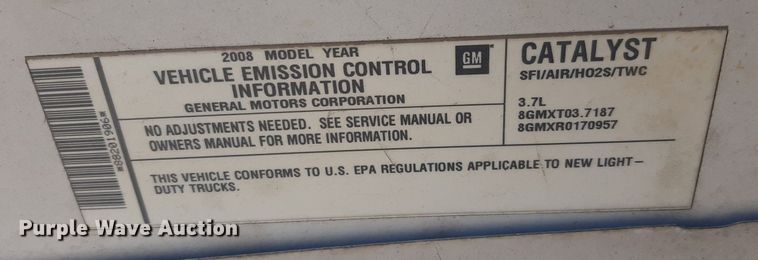 2008 MODEL YEAR
VEHICLE EMISSION CONTROL
INFORMATION
GENERAL MOTORS CORPORATION
GM
CATALYST
SFI/AIR/HO2S/TWC
NO ADJUSTMENTS NEEDED. SEE SERVICE MANUAL OR
OWNERS MANUAL FOR MORE INFORMATION.
3.7L
8GMXT03.7187
8GMXR0170957
THIS VEHICLE CONFORMS TO U.S. EPA REGULATIONS APPLICABLE TO NEW LIGHT-
DUTY TRUCKS.
*88201906*
Purple Wave Auction